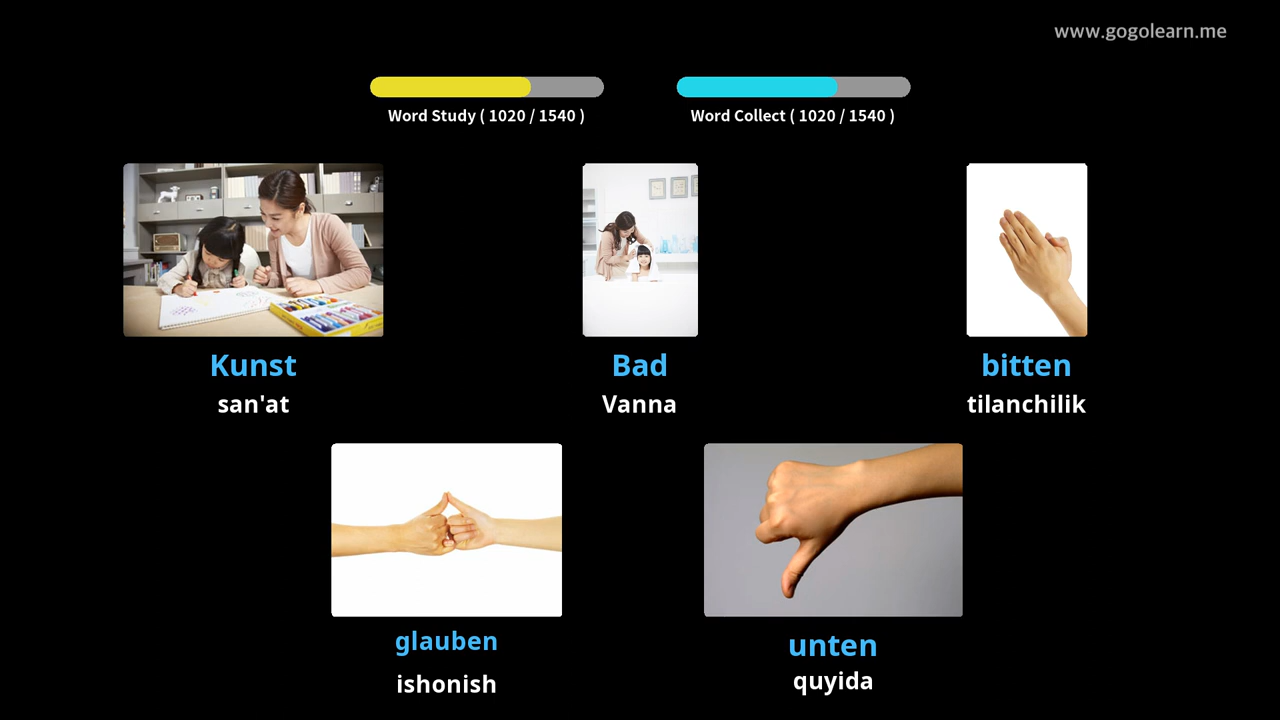 www.gogolearn.me
Word Study ( 1020 / 1540 )
Word Collect ( 1020 / 1540 )
Kunst
san'at
Bad
Vanna
bitten
tilanchilik
glauben
ishonish
unten
quyida